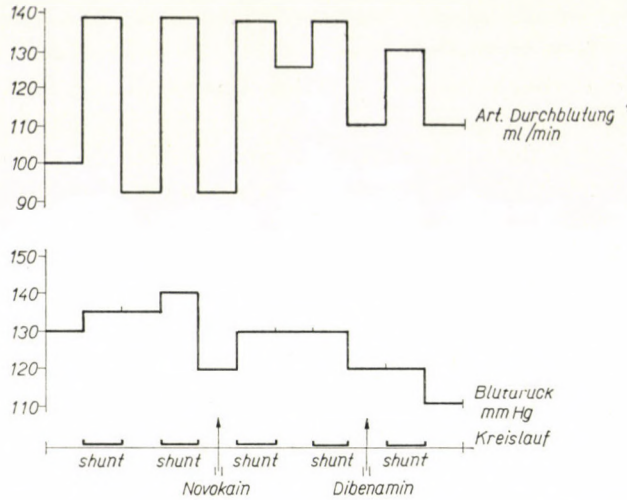 140
130
120
110
100
90
Art. Durchblutung
ml/min
150
140
130
120
110
Blutdruck
mm Hg
Kreislauf
shunt shunt shunt shunt shunt
Novokain Dibenamin